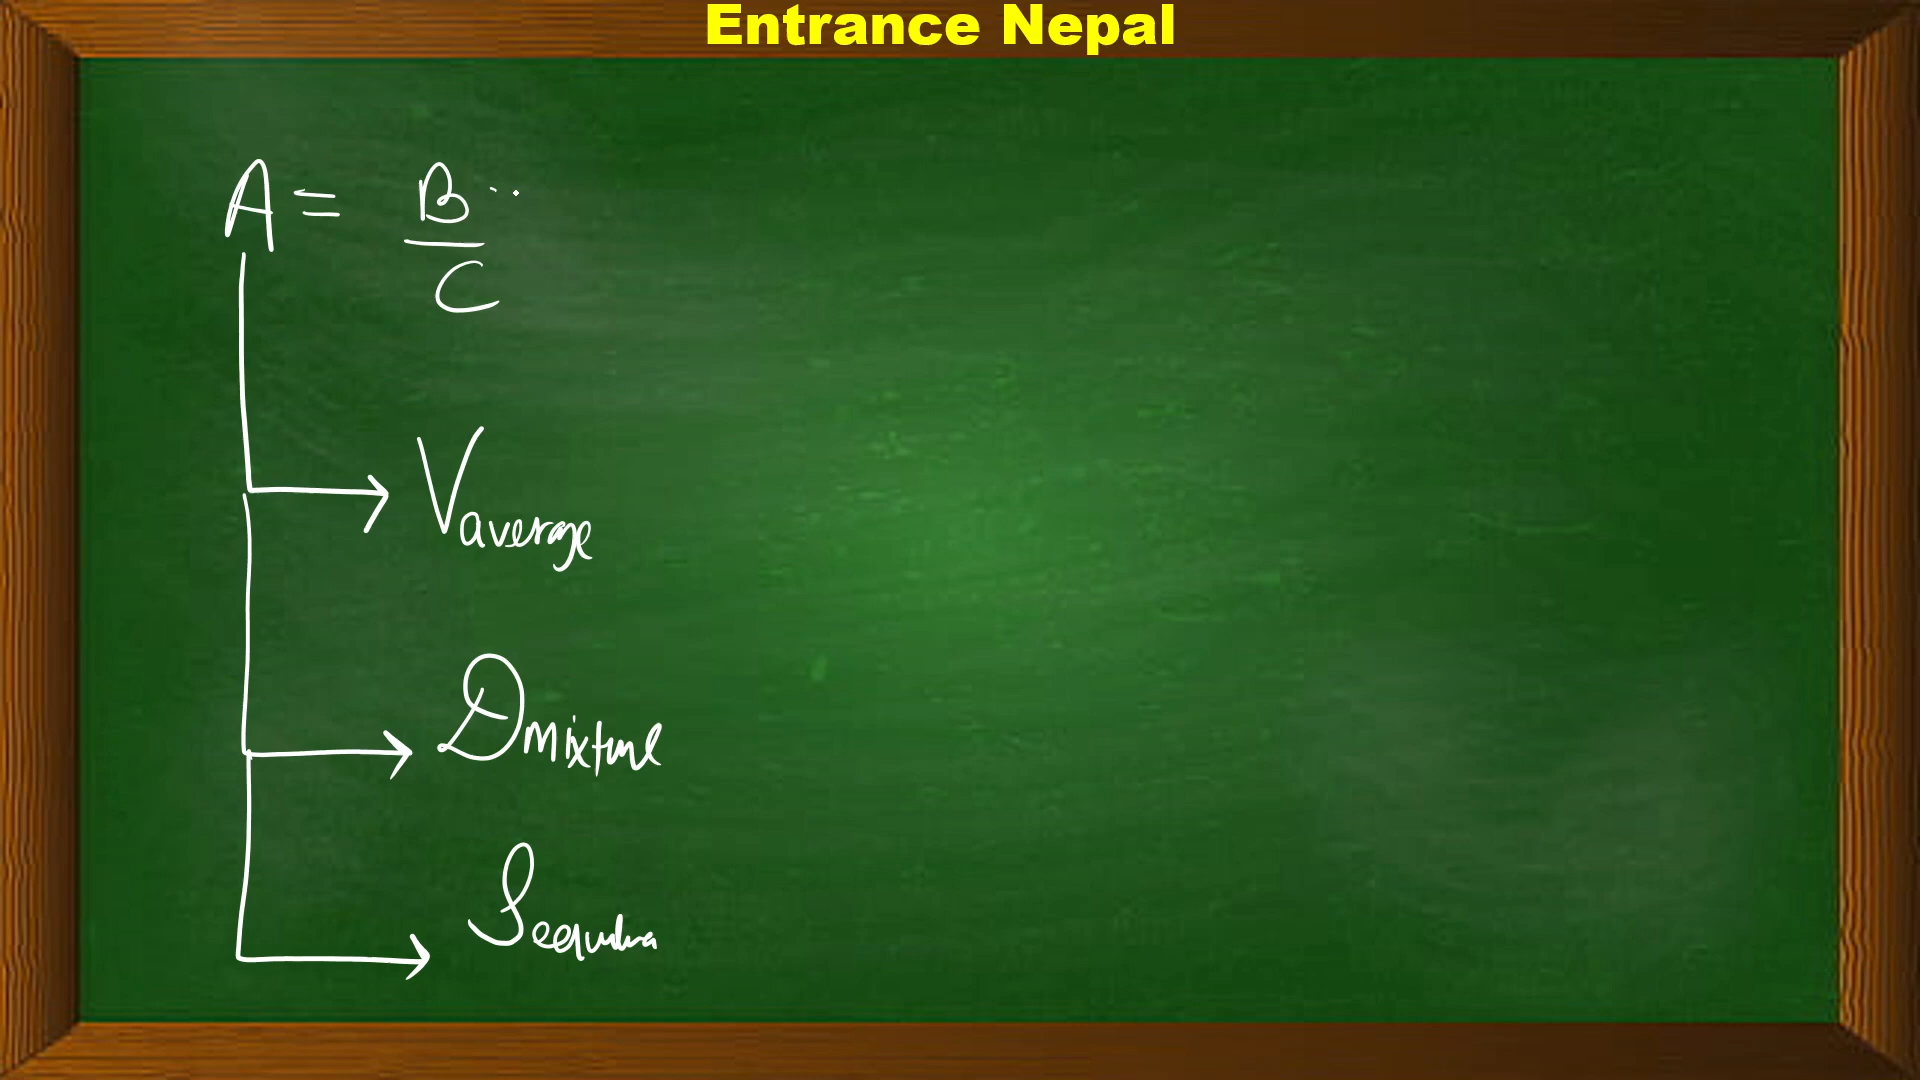 Entrance Nepal
A = B
C
Vaverage
Dmixture